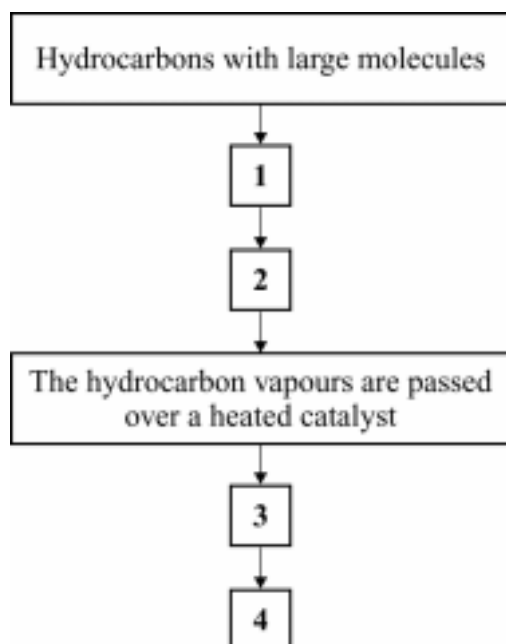 Hydrocarbons with large molecules
1
2
The hydrocarbon vapours are passed
over a heated catalyst
3
4